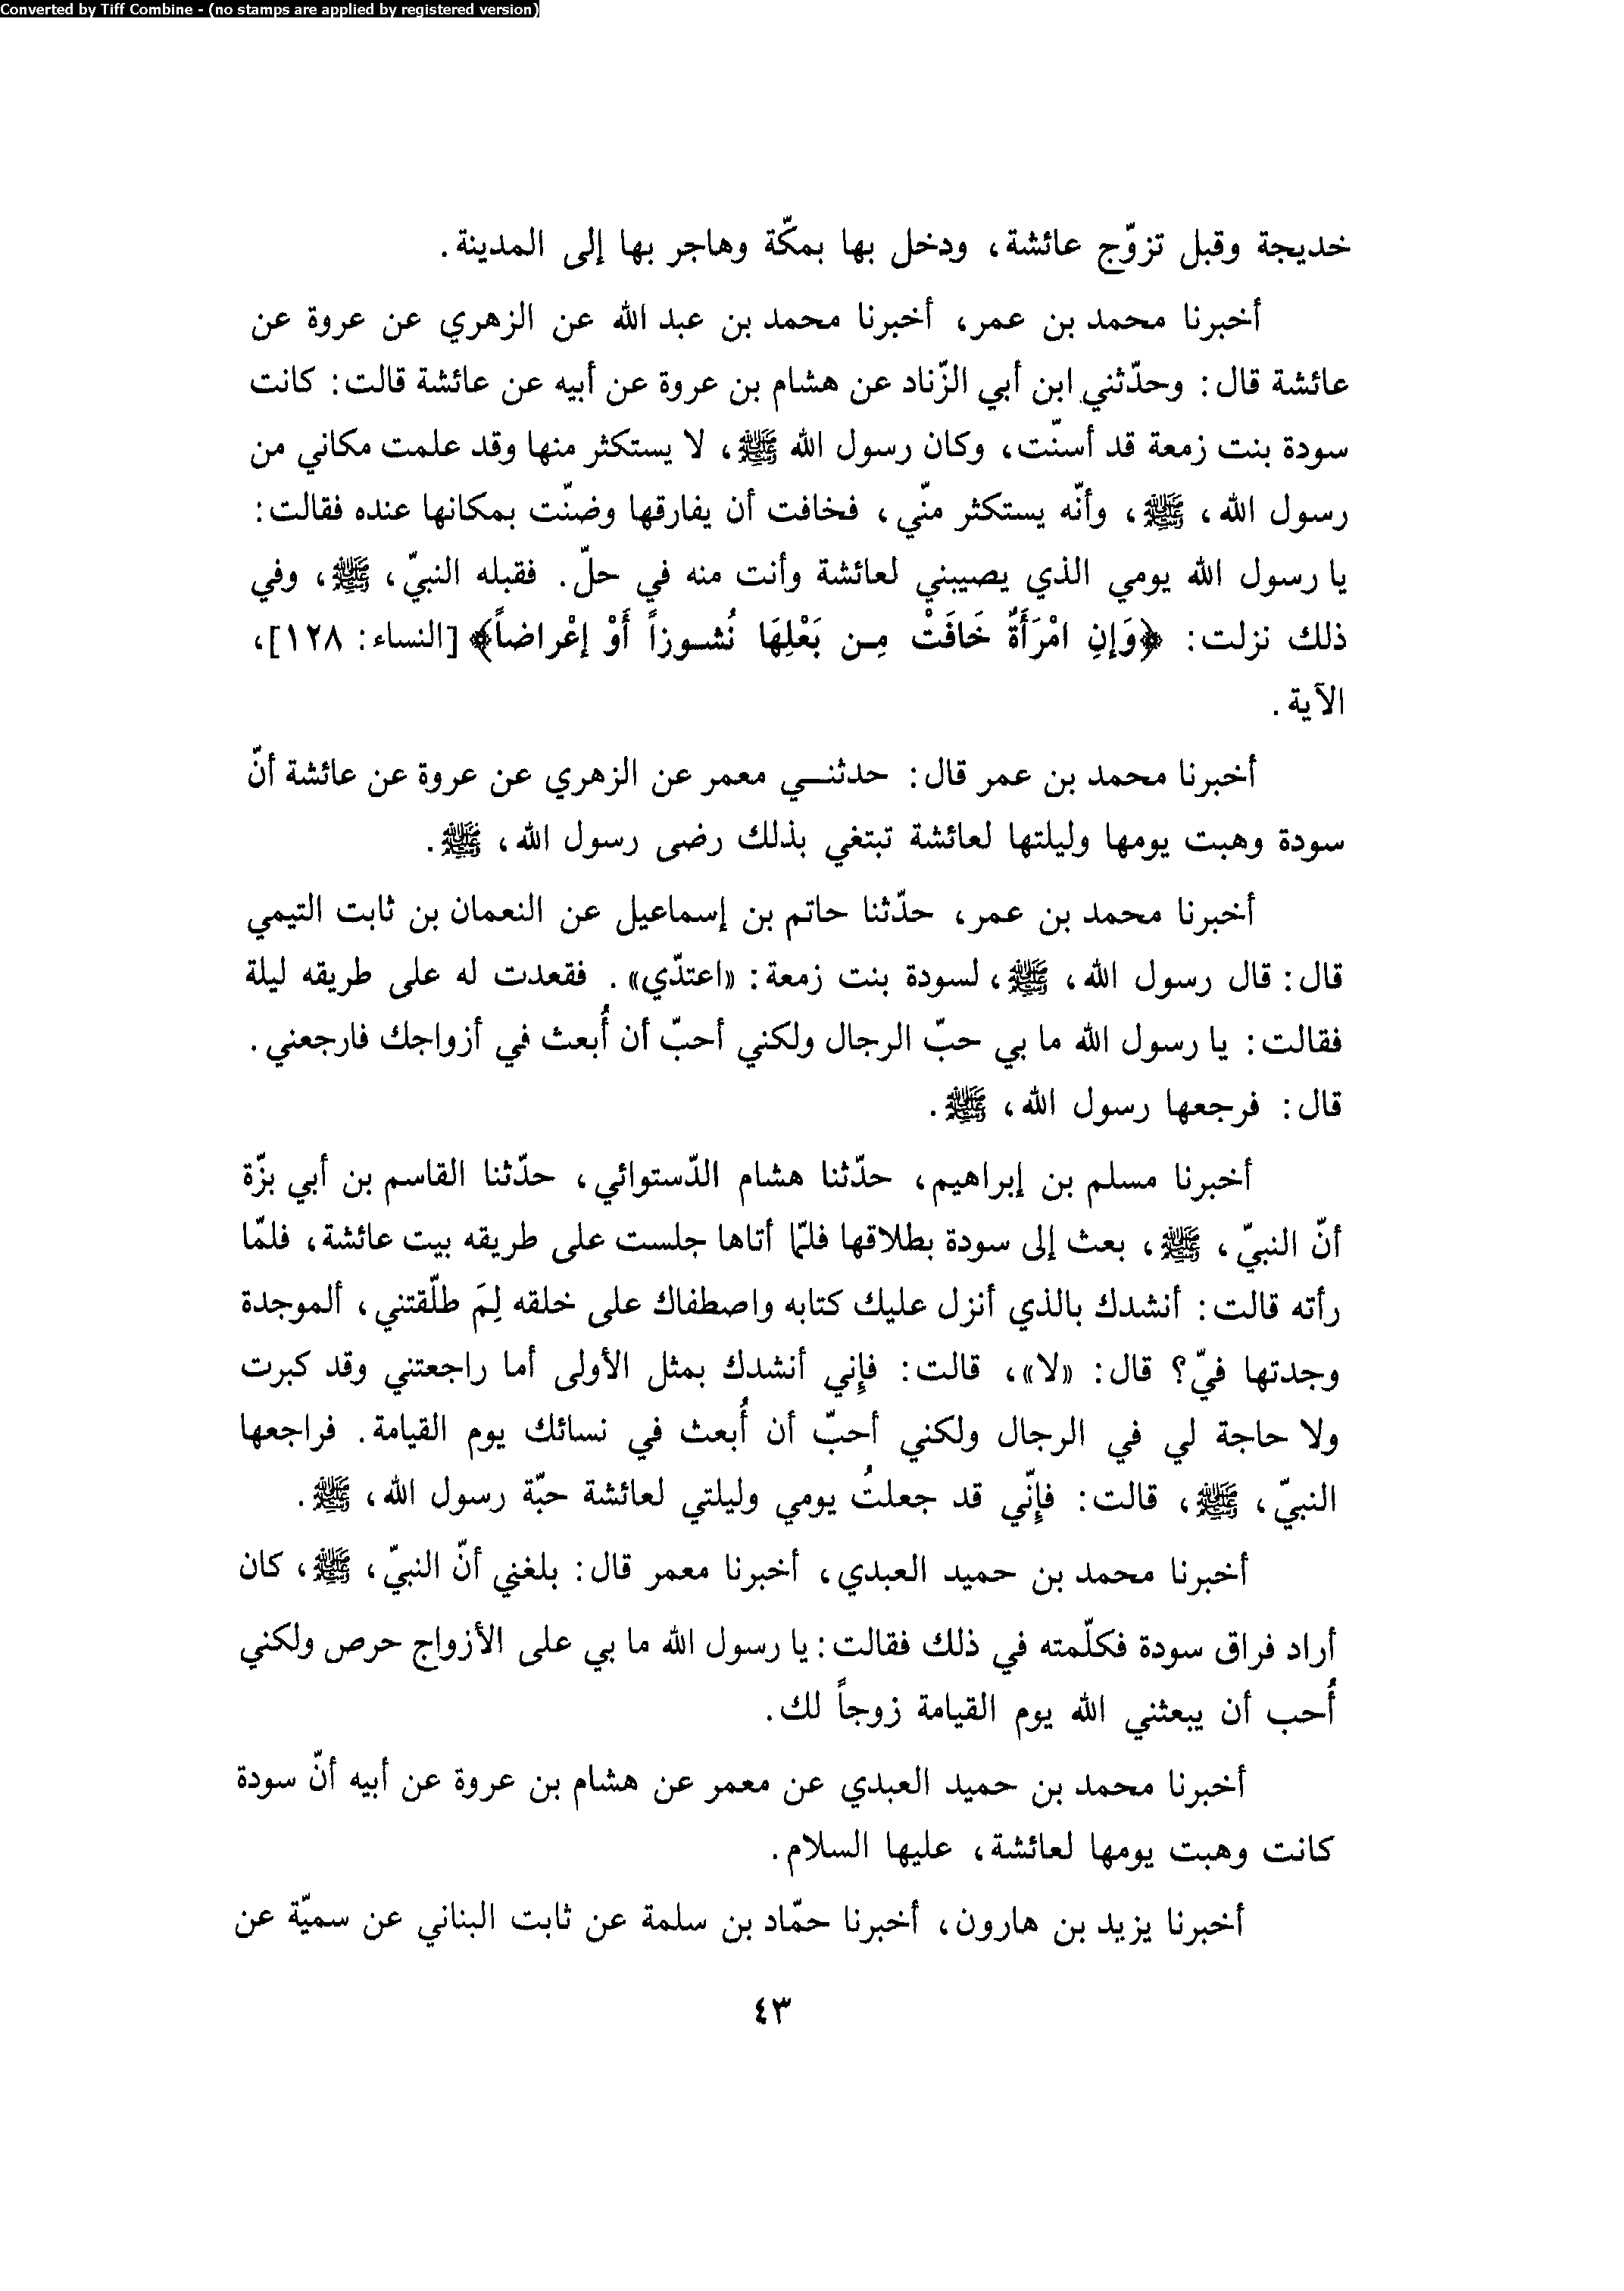 Converted by Tiff Combine - (no stamps are applied by registered version)
خديجة وقبل تزوّج عائشة، ودخل بها بمكّة وهاجر بها إلى المدينة.
أخبرنا محمد بن عمر، أخبرنا محمد بن عبد الله عن الزهري عن عروة عن
عائشة قال: وحدّثني ابن أبي الزّناد عن هشام بن عروة عن أبيه عن عائشة قالت: كانت
سودة بنت زمعة قد أسنّت، وكان رسول الله ﷺ، لا يستكثر منها وقد علمت مكاني من
رسول الله، ﷺ، وأنّه يستكثر منّي، فخافت أن يفارقها وضنّت بمكانها عنده فقالت:
يا رسول الله يومي الذي يصيبني لعائشة وأنت منه في حلّ. فقبله النبيّ، ﷺ، وفي
ذلك نزلت: ﴿وَإنِ امْرَأَةٌ خَافَتْ مِـن بَعْلِهَا نُشـوزاً أَوْ إعْراضاً﴾ [النساء: ١٢٨]،
الآية.
أخبرنا محمد بن عمر قال: حدثنـي معمر عن الزهري عن عروة عن عائشة أنّ
سودة وهبت يومها وليلتها لعائشة تبتغي بذلك رضى رسول الله، ﷺ.
أخبرنا محمد بن عمر، حدّثنا حاتم بن إسماعيل عن النعمان بن ثابت التيمي
قال: قال رسول الله، ﷺ، لسودة بنت زمعة: «اعتدّي». فقعدت له على طريقه ليلة
فقالت: يا رسول الله ما بي حبّ الرجال ولكني أحبّ أن أُبعث في أزواجك فارجعني.
قال: فرجعها رسول الله، ﷺ.
أخبرنا مسلم بن إبراهيم، حدّثنا هشام الدّستوائي، حدّثنا القاسم بن أبي بزّة
أنّ النبيّ، ﷺ، بعث إلى سودة بطلاقها فلمّا أتاها جلست على طريقه بيت عائشة، فلمّا
رأته قالت: أنشدك بالذي أنزل عليك كتابه واصطفاك على خلقه لِمَ طلّقتني، ألموجدة
وجدتها فيّ؟ قال: «لا»، قالت: فإني أنشدك بمثل الأولى أما راجعتني وقد كبرت
ولا حاجة لي في الرجال ولكني أحبّ أن أُبعث في نسائك يوم القيامة. فراجعها
النبيّ، ﷺ، قالت: فإنّي قد جعلتُ يومي وليلتي لعائشة حبّة رسول الله، ﷺ.
أخبرنا محمد بن حميد العبدي، أخبرنا معمر قال: بلغني أنّ النبيّ، ﷺ، كان
أراد فراق سودة فكلّمته في ذلك فقالت: يا رسول الله ما بي على الأزواج حرص ولكني
أُحب أن يبعثني الله يوم القيامة زوجاً لك.
أخبرنا محمد بن حميد العبدي عن معمر عن هشام بن عروة عن أبيه أنّ سودة
كانت وهبت يومها لعائشة، عليها السلام.
أخبرنا يزيد بن هارون، أخبرنا حمّاد بن سلمة عن ثابت البناني عن سميّة عن
٤٣